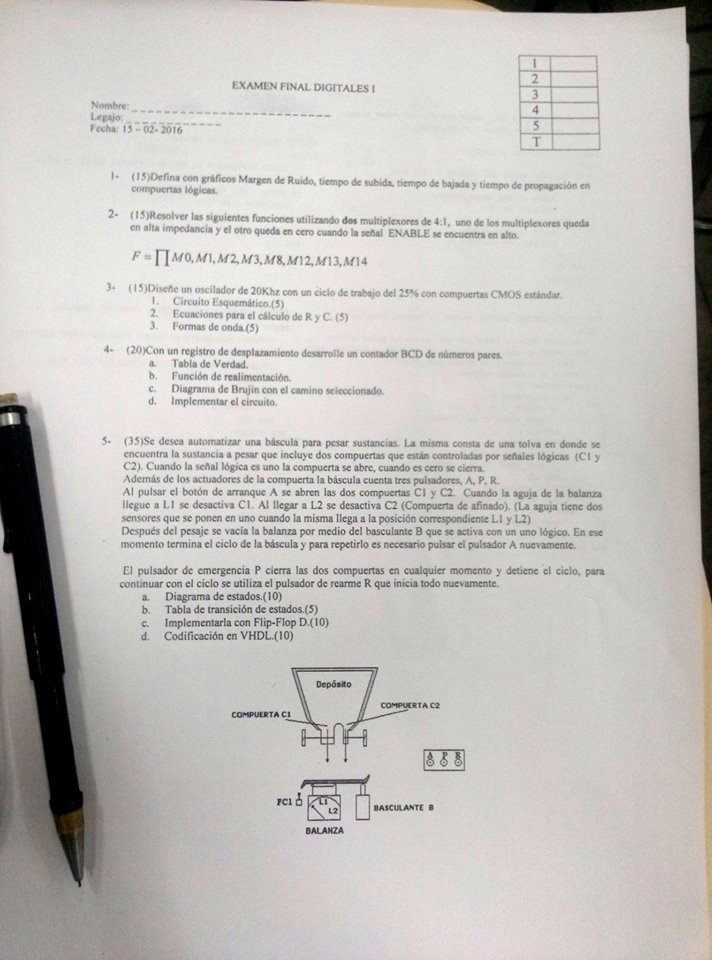 EXAMEN FINAL DIGITALES I
1
2
3
4
5
T
Nombre:
Legajo:
Fecha: 15 – 02- 2016
1- (15)Defina con gráficos Margen de Ruido, tiempo de subida, tiempo de bajada y tiempo de propagación en
compuertas lógicas.
2- (15)Resolver las siguientes funciones utilizando dos multiplexores de 4:1, uno de los multiplexores queda
en alta impedancia y el otro queda en cero cuando la señal ENABLE se encuentra en alto.
F = ∏ M0, M1, M2, M3, M8, M12, M13, M14
3- (15)Diseñe un oscilador de 20Khz con un ciclo de trabajo del 25% con compuertas CMOS estándar.
1. Circuito Esquemático.(5)
2. Ecuaciones para el cálculo de R y C. (5)
3. Formas de onda.(5)
4- (20)Con un registro de desplazamiento desarrolle un contador BCD de números pares.
a. Tabla de Verdad.
b. Función de realimentación.
c. Diagrama de Brujin con el camino seleccionado.
d. Implementar el circuito.
5- (35)Se desea automatizar una báscula para pesar sustancias. La misma consta de una tolva en donde se
encuentra la sustancia a pesar que incluye dos compuertas que están controladas por señales lógicas (C1 y
C2). Cuando la señal lógica es uno la compuerta se abre, cuando es cero se cierra.
Además de los actuadores de la compuerta la báscula cuenta tres pulsadores, A, P, R.
Al pulsar el botón de arranque A se abren las dos compuertas C1 y C2. Cuando la aguja de la balanza
llegue a L1 se desactiva C1. Al llegar a L2 se desactiva C2 (Compuerta de afinado). (La aguja tiene dos
sensores que se ponen en uno cuando la misma llega a la posición correspondiente L1 y L2)
Después del pesaje se vacía la balanza por medio del basculante B que se activa con un uno lógico. En ese
momento termina el ciclo de la báscula y para repetirlo es necesario pulsar el pulsador A nuevamente.
El pulsador de emergencia P cierra las dos compuertas en cualquier momento y detiene el ciclo, para
continuar con el ciclo se utiliza el pulsador de rearme R que inicia todo nuevamente.
a. Diagrama de estados.(10)
b. Tabla de transición de estados.(5)
c. Implementarla con Flip-Flop D.(10)
d. Codificación en VHDL.(10)
Depósito
COMPUERTA C1
COMPUERTA C2
A P R
FC1
L1
L2
BASCULANTE B
BALANZA